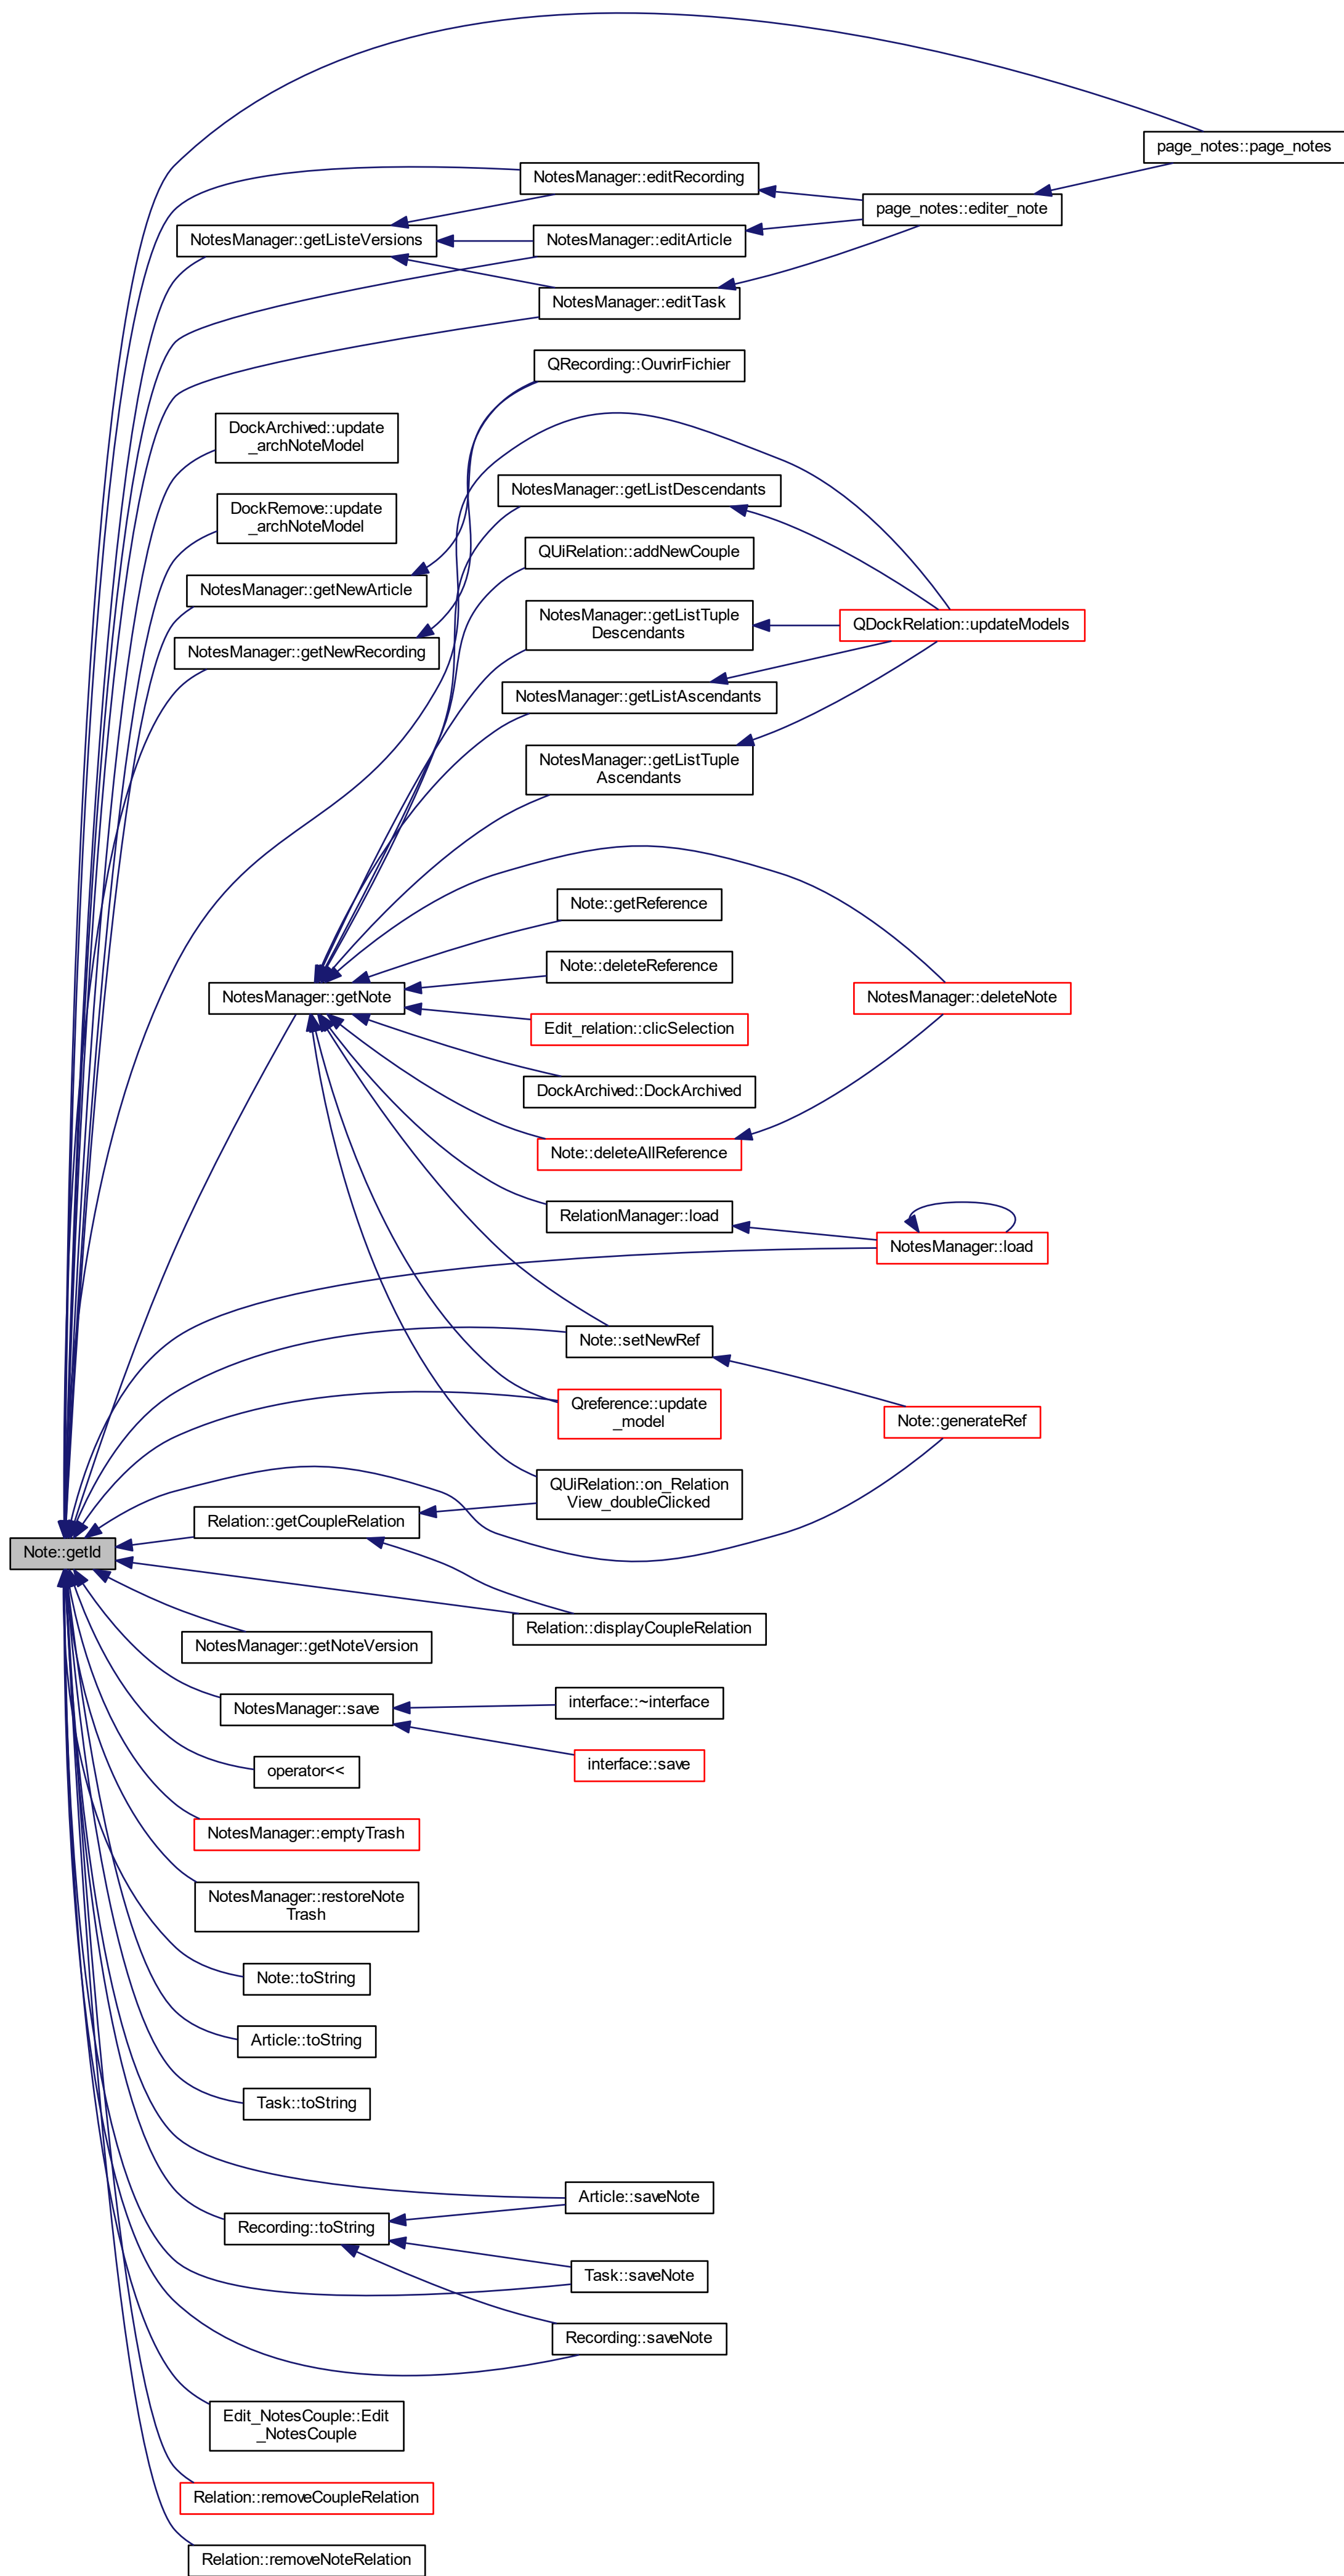 page_notes::page_notes
NotesManager::editRecording
page_notes::editer_note
NotesManager::getListeVersions
NotesManager::editArticle
NotesManager::editTask
QRecording::OuvrirFichier
DockArchived::update
_archNoteModel
NotesManager::getListDescendants
DockRemove::update
_archNoteModel
QUiRelation::addNewCouple
NotesManager::getNewArticle
NotesManager::getListTuple
Descendants
QDockRelation::updateModels
NotesManager::getNewRecording
NotesManager::getListAscendants
NotesManager::getListTuple
Ascendants
Note::getReference
Note::deleteReference
NotesManager::getNote
NotesManager::deleteNote
Edit_relation::clicSelection
DockArchived::DockArchived
Note::deleteAllReference
RelationManager::load
NotesManager::load
Note::setNewRef
Qreference::update
_model
Note::generateRef
QUiRelation::on_Relation
View_doubleClicked
Relation::getCoupleRelation
Note::getId
Relation::displayCoupleRelation
NotesManager::getNoteVersion
NotesManager::save
interface::~interface
interface::save
operator<<
NotesManager::emptyTrash
NotesManager::restoreNote
Trash
Note::toString
Article::toString
Task::toString
Article::saveNote
Recording::toString
Task::saveNote
Recording::saveNote
Edit_NotesCouple::Edit
_NotesCouple
Relation::removeCoupleRelation
Relation::removeNoteRelation